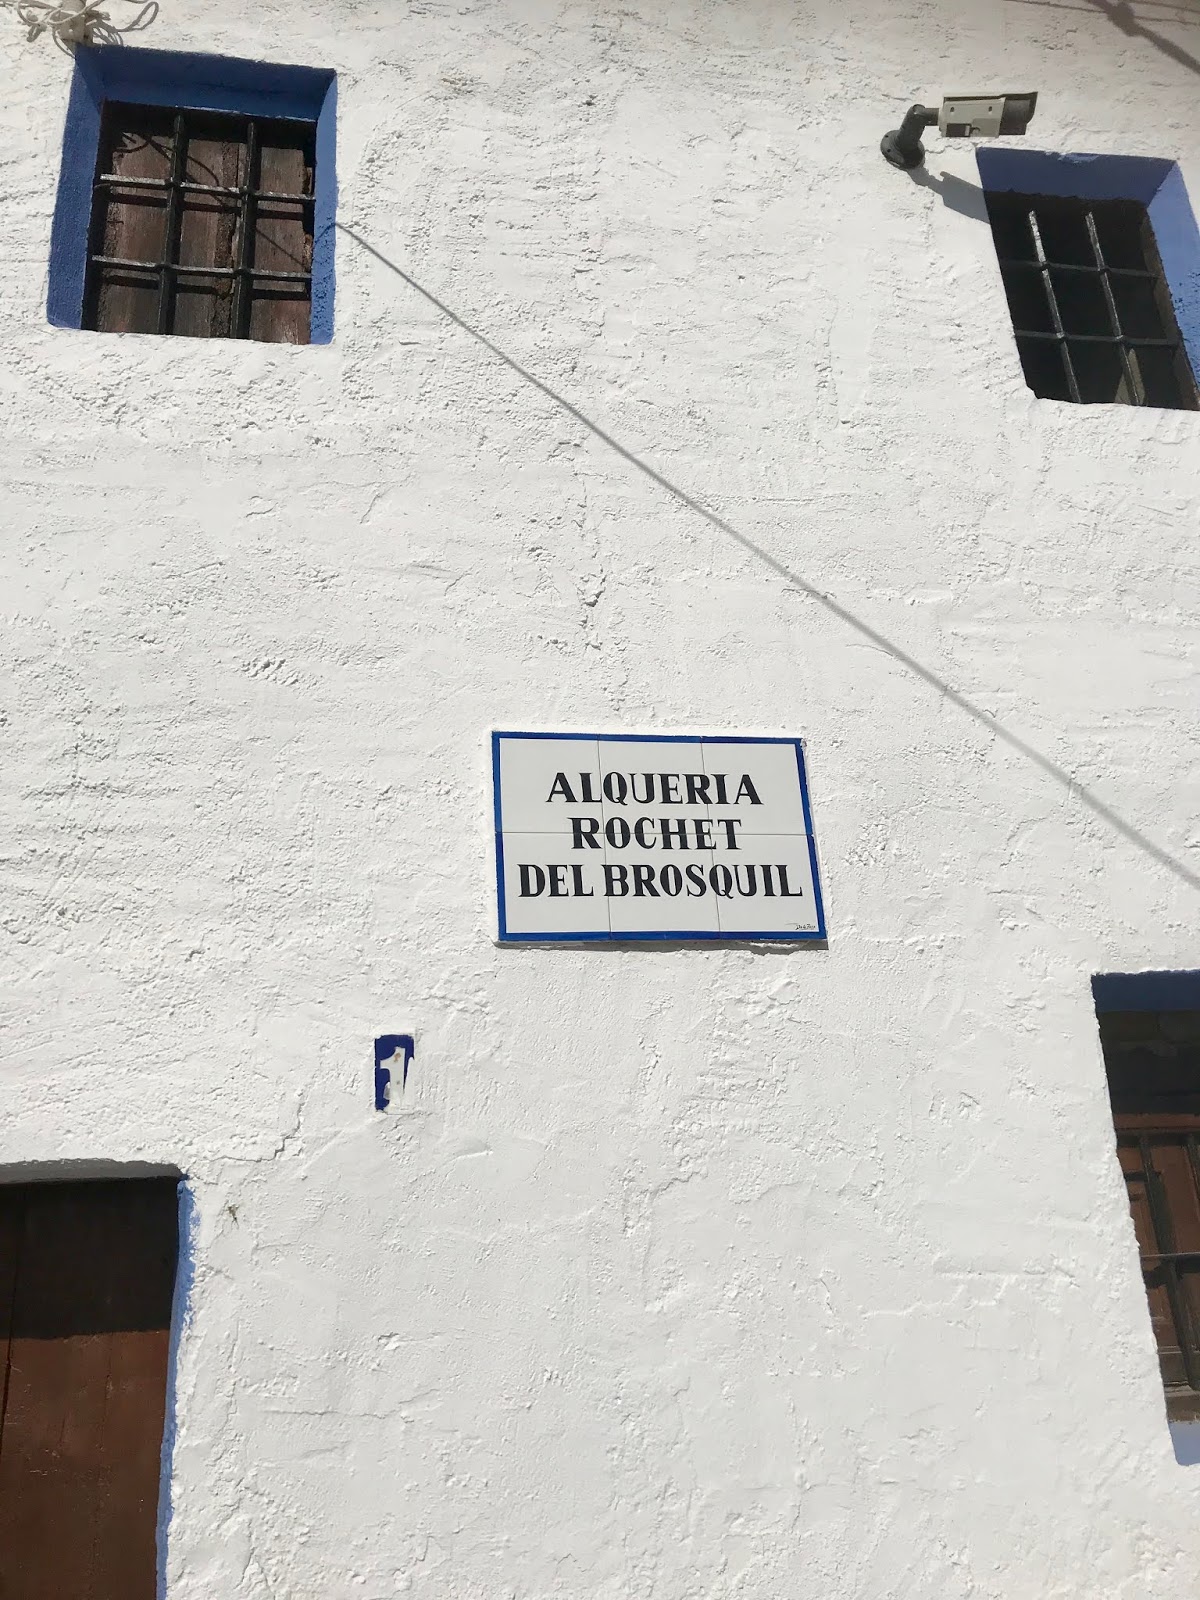 ALQUERIA
ROCHET
DEL BROSQUIL
1